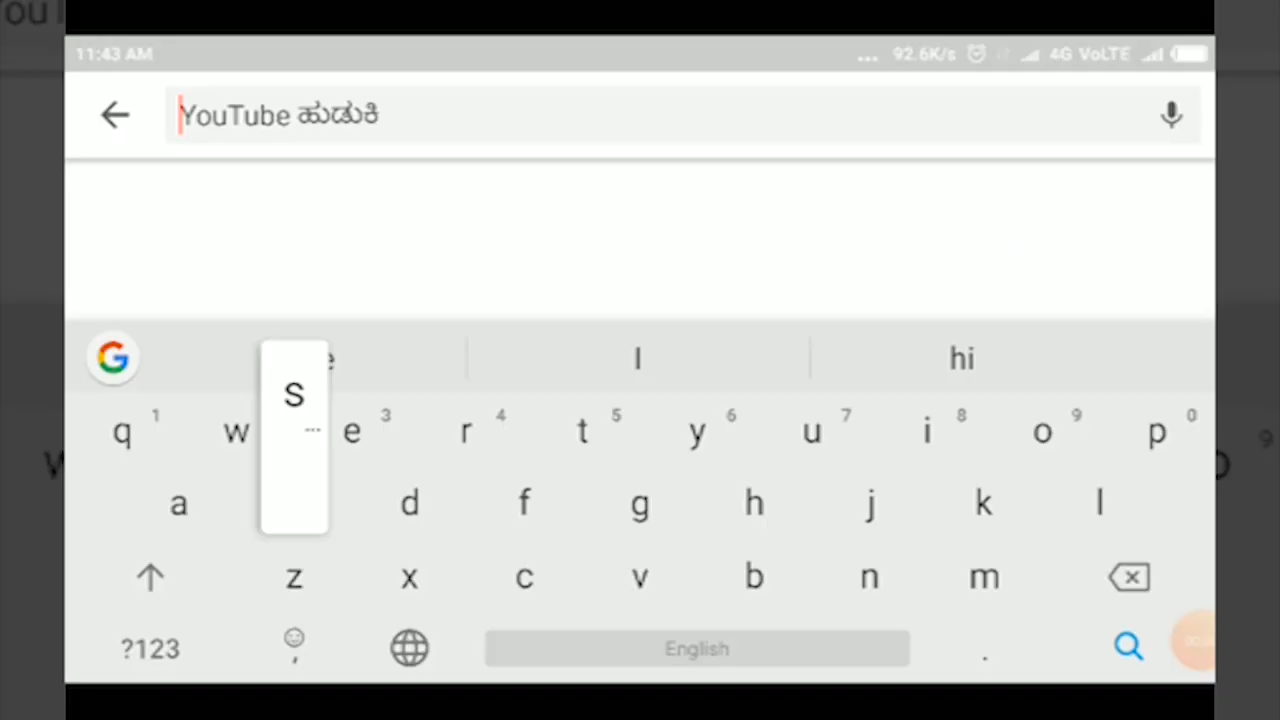 11:43 AM ... 92.6K/s 4G VoLTE
YouTube ಹುಡುಕಿ
I hi
q 1 w e 3 r 4 t 5 y 6 u 7 i 8 o 9 p 0
S
a d f g h j k l
z x c v b n m
?123 , English .